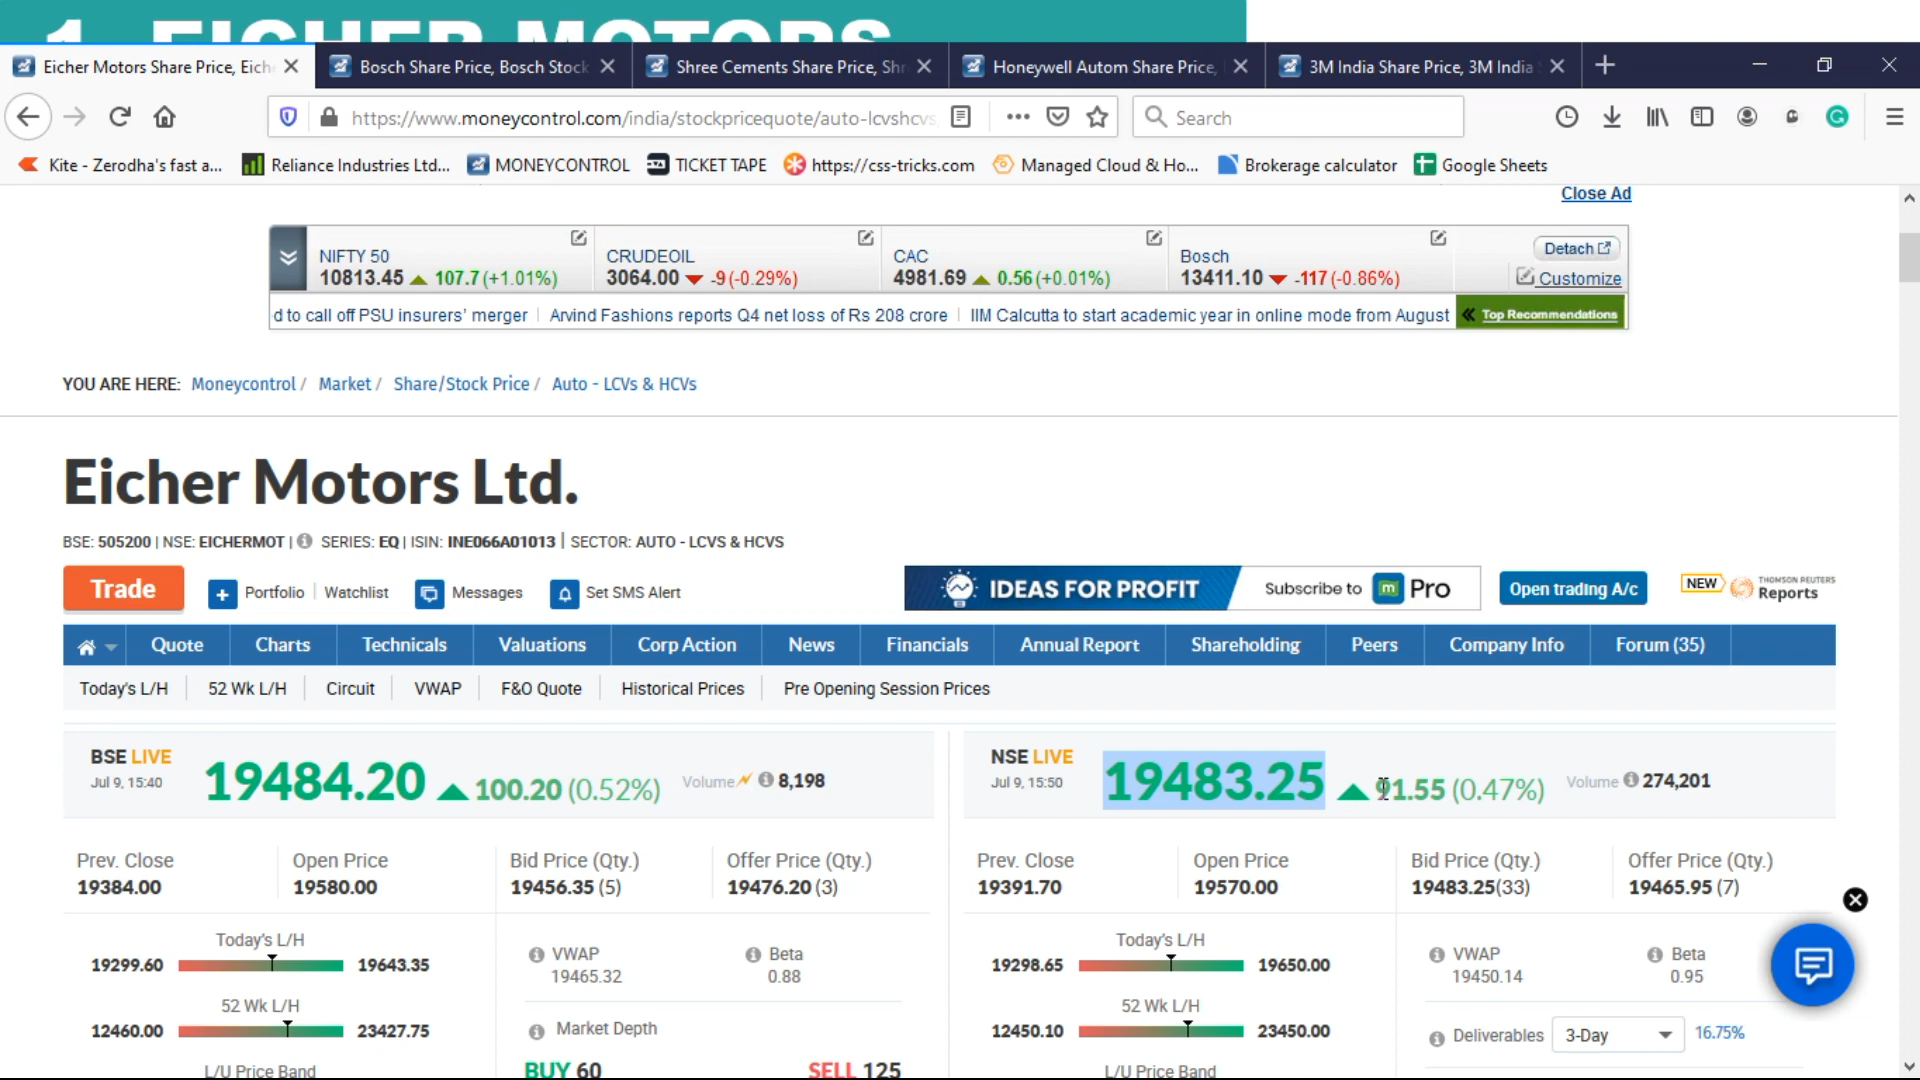 1. EICHER MOTORS
Eicher Motors Share Price, Eich
Bosch Share Price, Bosch Stock
Shree Cements Share Price, Shr
Honeywell Autom Share Price,
3M India Share Price, 3M India
https://www.moneycontrol.com/india/stockpricequote/auto-lcvshcvs
Search
Kite - Zerodha's fast a...
Reliance Industries Ltd...
MONEYCONTROL
TICKET TAPE
https://css-tricks.com
Managed Cloud & Ho...
Brokerage calculator
Google Sheets
Close Ad
NIFTY 50
10813.45 107.7 (+1.01%)
CRUDEOIL
3064.00 -9 (-0.29%)
CAC
4981.69 0.56 (+0.01%)
Bosch
13411.10 -117 (-0.86%)
Detach
Customize
d to call off PSU insurers' merger | Arvind Fashions reports Q4 net loss of Rs 208 crore | IIM Calcutta to start academic year in online mode from August
Top Recommendations
YOU ARE HERE: Moneycontrol / Market / Share/Stock Price / Auto - LCVs & HCVs
Eicher Motors Ltd.
BSE: 505200 | NSE: EICHERMOT | SERIES: EQ | ISIN: INE066A01013 | SECTOR: AUTO - LCVS & HCVS
Trade
Portfolio | Watchlist
Messages
Set SMS Alert
IDEAS FOR PROFIT
Subscribe to m Pro
Open trading A/c
NEW THOMSON REUTERS
Reports
Quote Charts Technicals Valuations Corp Action News Financials Annual Report Shareholding Peers Company Info Forum (35)
Today's L/H 52 Wk L/H Circuit VWAP F&O Quote Historical Prices Pre Opening Session Prices
BSE LIVE
Jul 9, 15:40
19484.20 100.20 (0.52%)
Volume 8,198
NSE LIVE
Jul 9, 15:50
19483.25 91.55 (0.47%)
Volume 274,201
Prev. Close Open Price Bid Price (Qty.) Offer Price (Qty.)
19384.00 19580.00 19456.35 (5) 19476.20 (3)
Prev. Close Open Price Bid Price (Qty.) Offer Price (Qty.)
19391.70 19570.00 19483.25(33) 19465.95 (7)
Today's L/H
19299.60 19643.35
52 Wk L/H
12460.00 23427.75
L/U Price Band
VWAP
19465.32
Beta
0.88
Market Depth
BUY 60 SELL 125
Today's L/H
19298.65 19650.00
52 Wk L/H
12450.10 23450.00
L/U Price Band
VWAP
19450.14
Beta
0.95
Deliverables 3-Day 16.75%